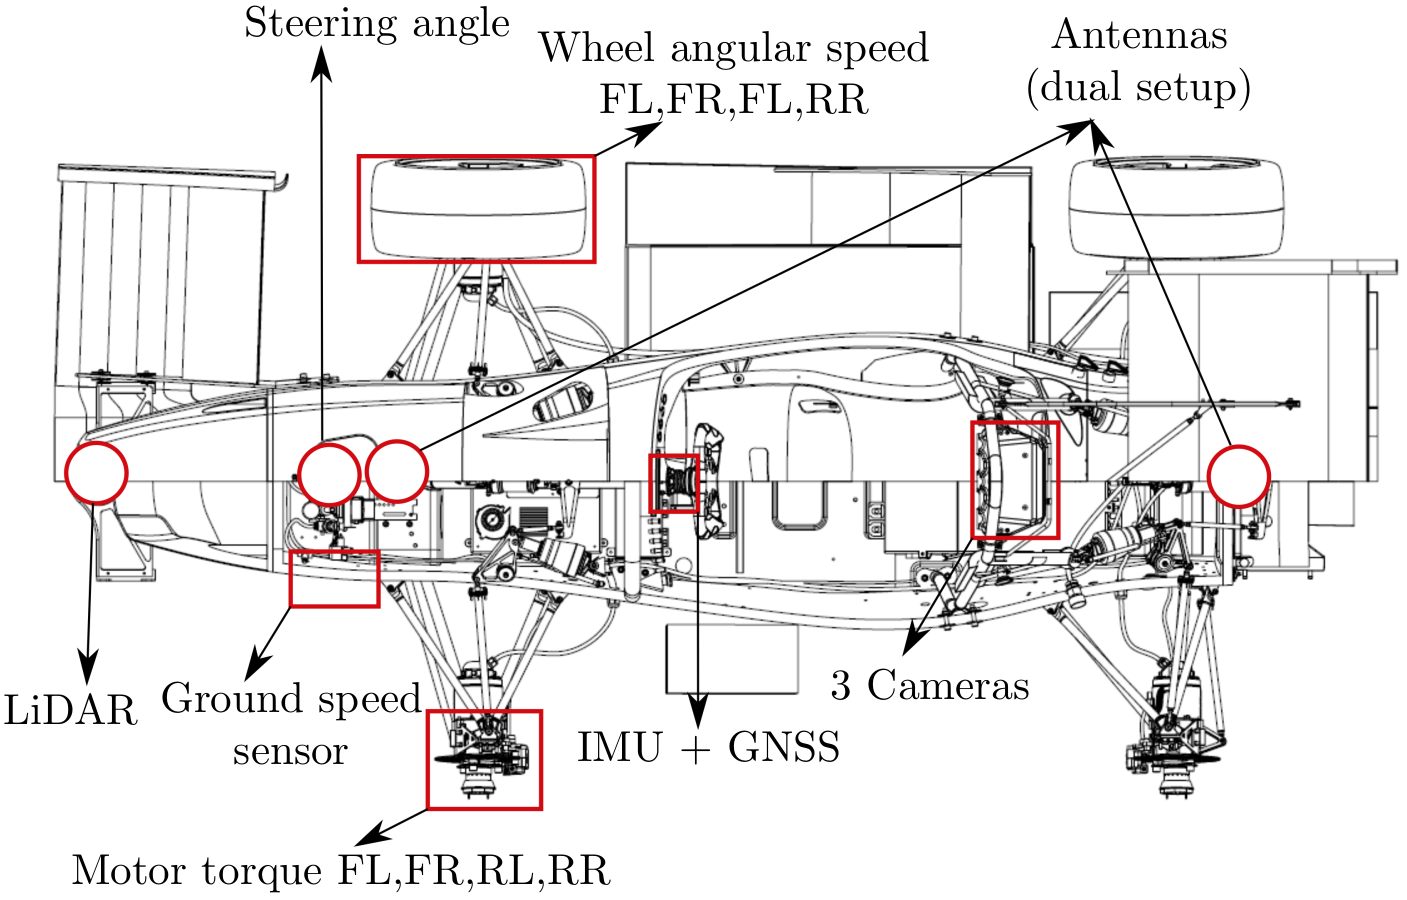 Steering angle
Wheel angular speed
FL,FR,FL,RR
Antennas
(dual setup)
LiDAR
Ground speed
sensor
IMU + GNSS
3 Cameras
Motor torque FL,FR,RL,RR